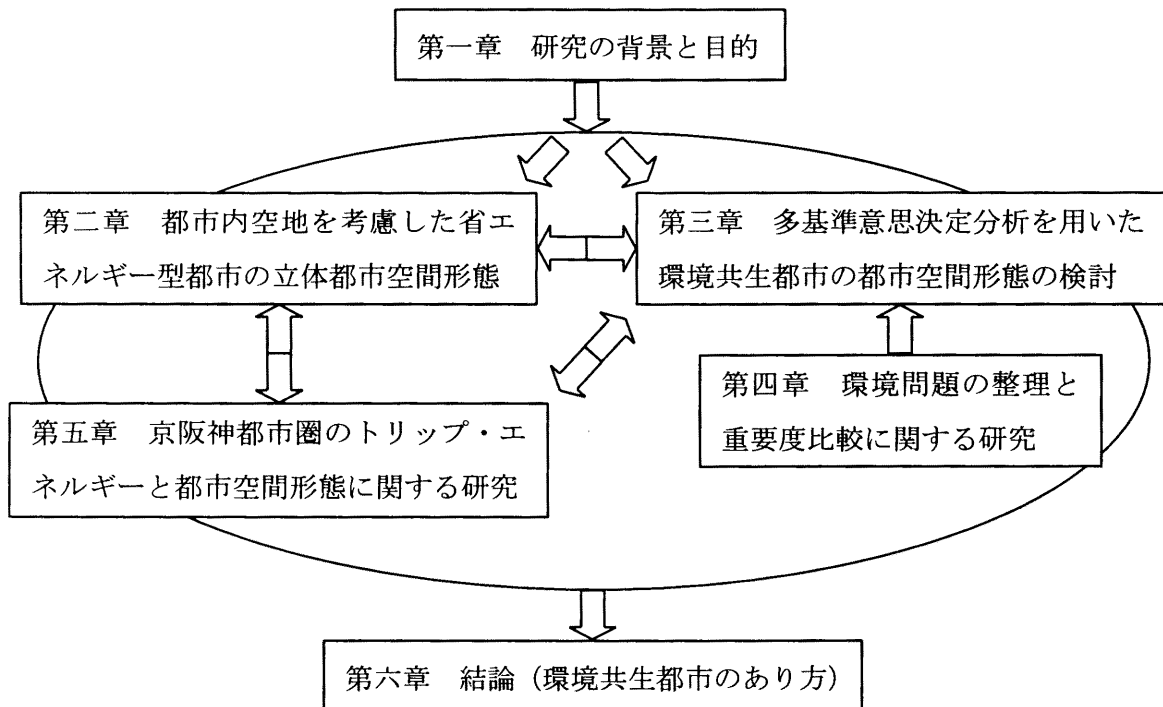 第一章　研究の背景と目的
第二章　都市内空地を考慮した省エ
ネルギー型都市の立体都市空間形態
第三章　多基準意思決定分析を用いた
環境共生都市の都市空間形態の検討
第四章　環境問題の整理と
重要度比較に関する研究
第五章　京阪神都市圏のトリップ・エ
ネルギーと都市空間形態に関する研究
第六章　結論（環境共生都市のあり方）